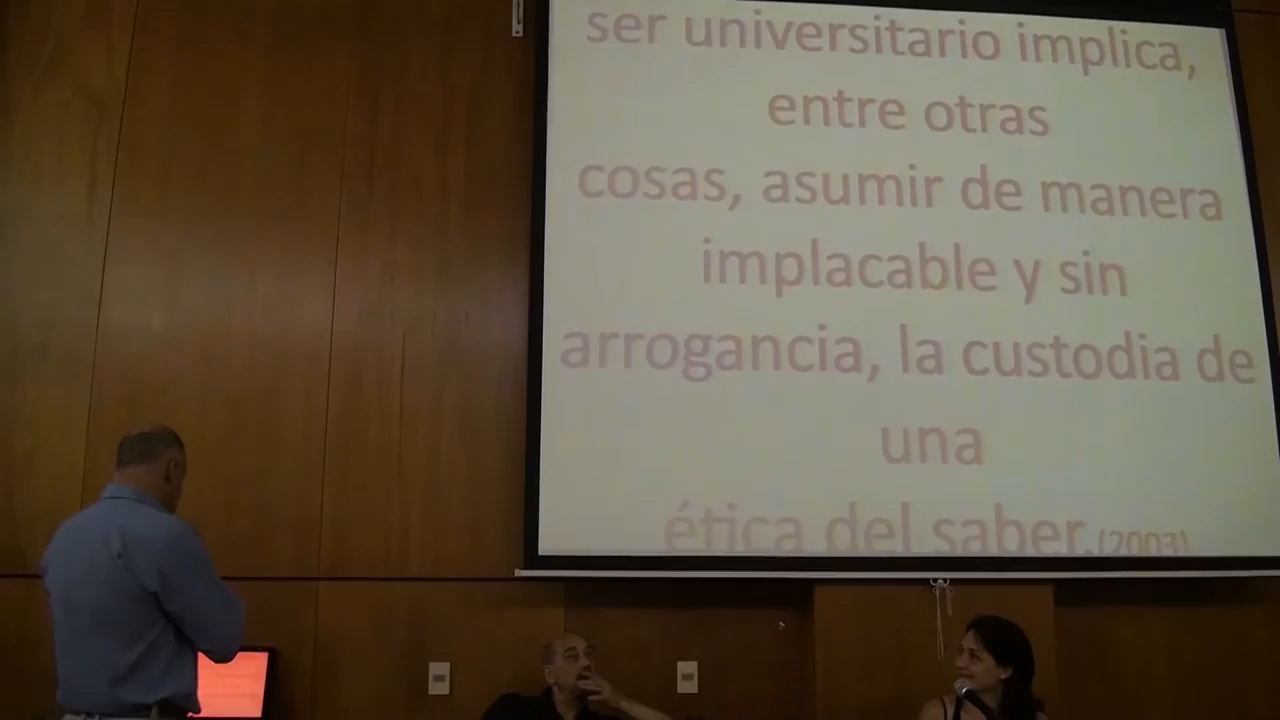 ser universitario implica,
entre otras
cosas, asumir de manera
implacable y sin
arrogancia, la custodia de
una
ética del saber.(2003)